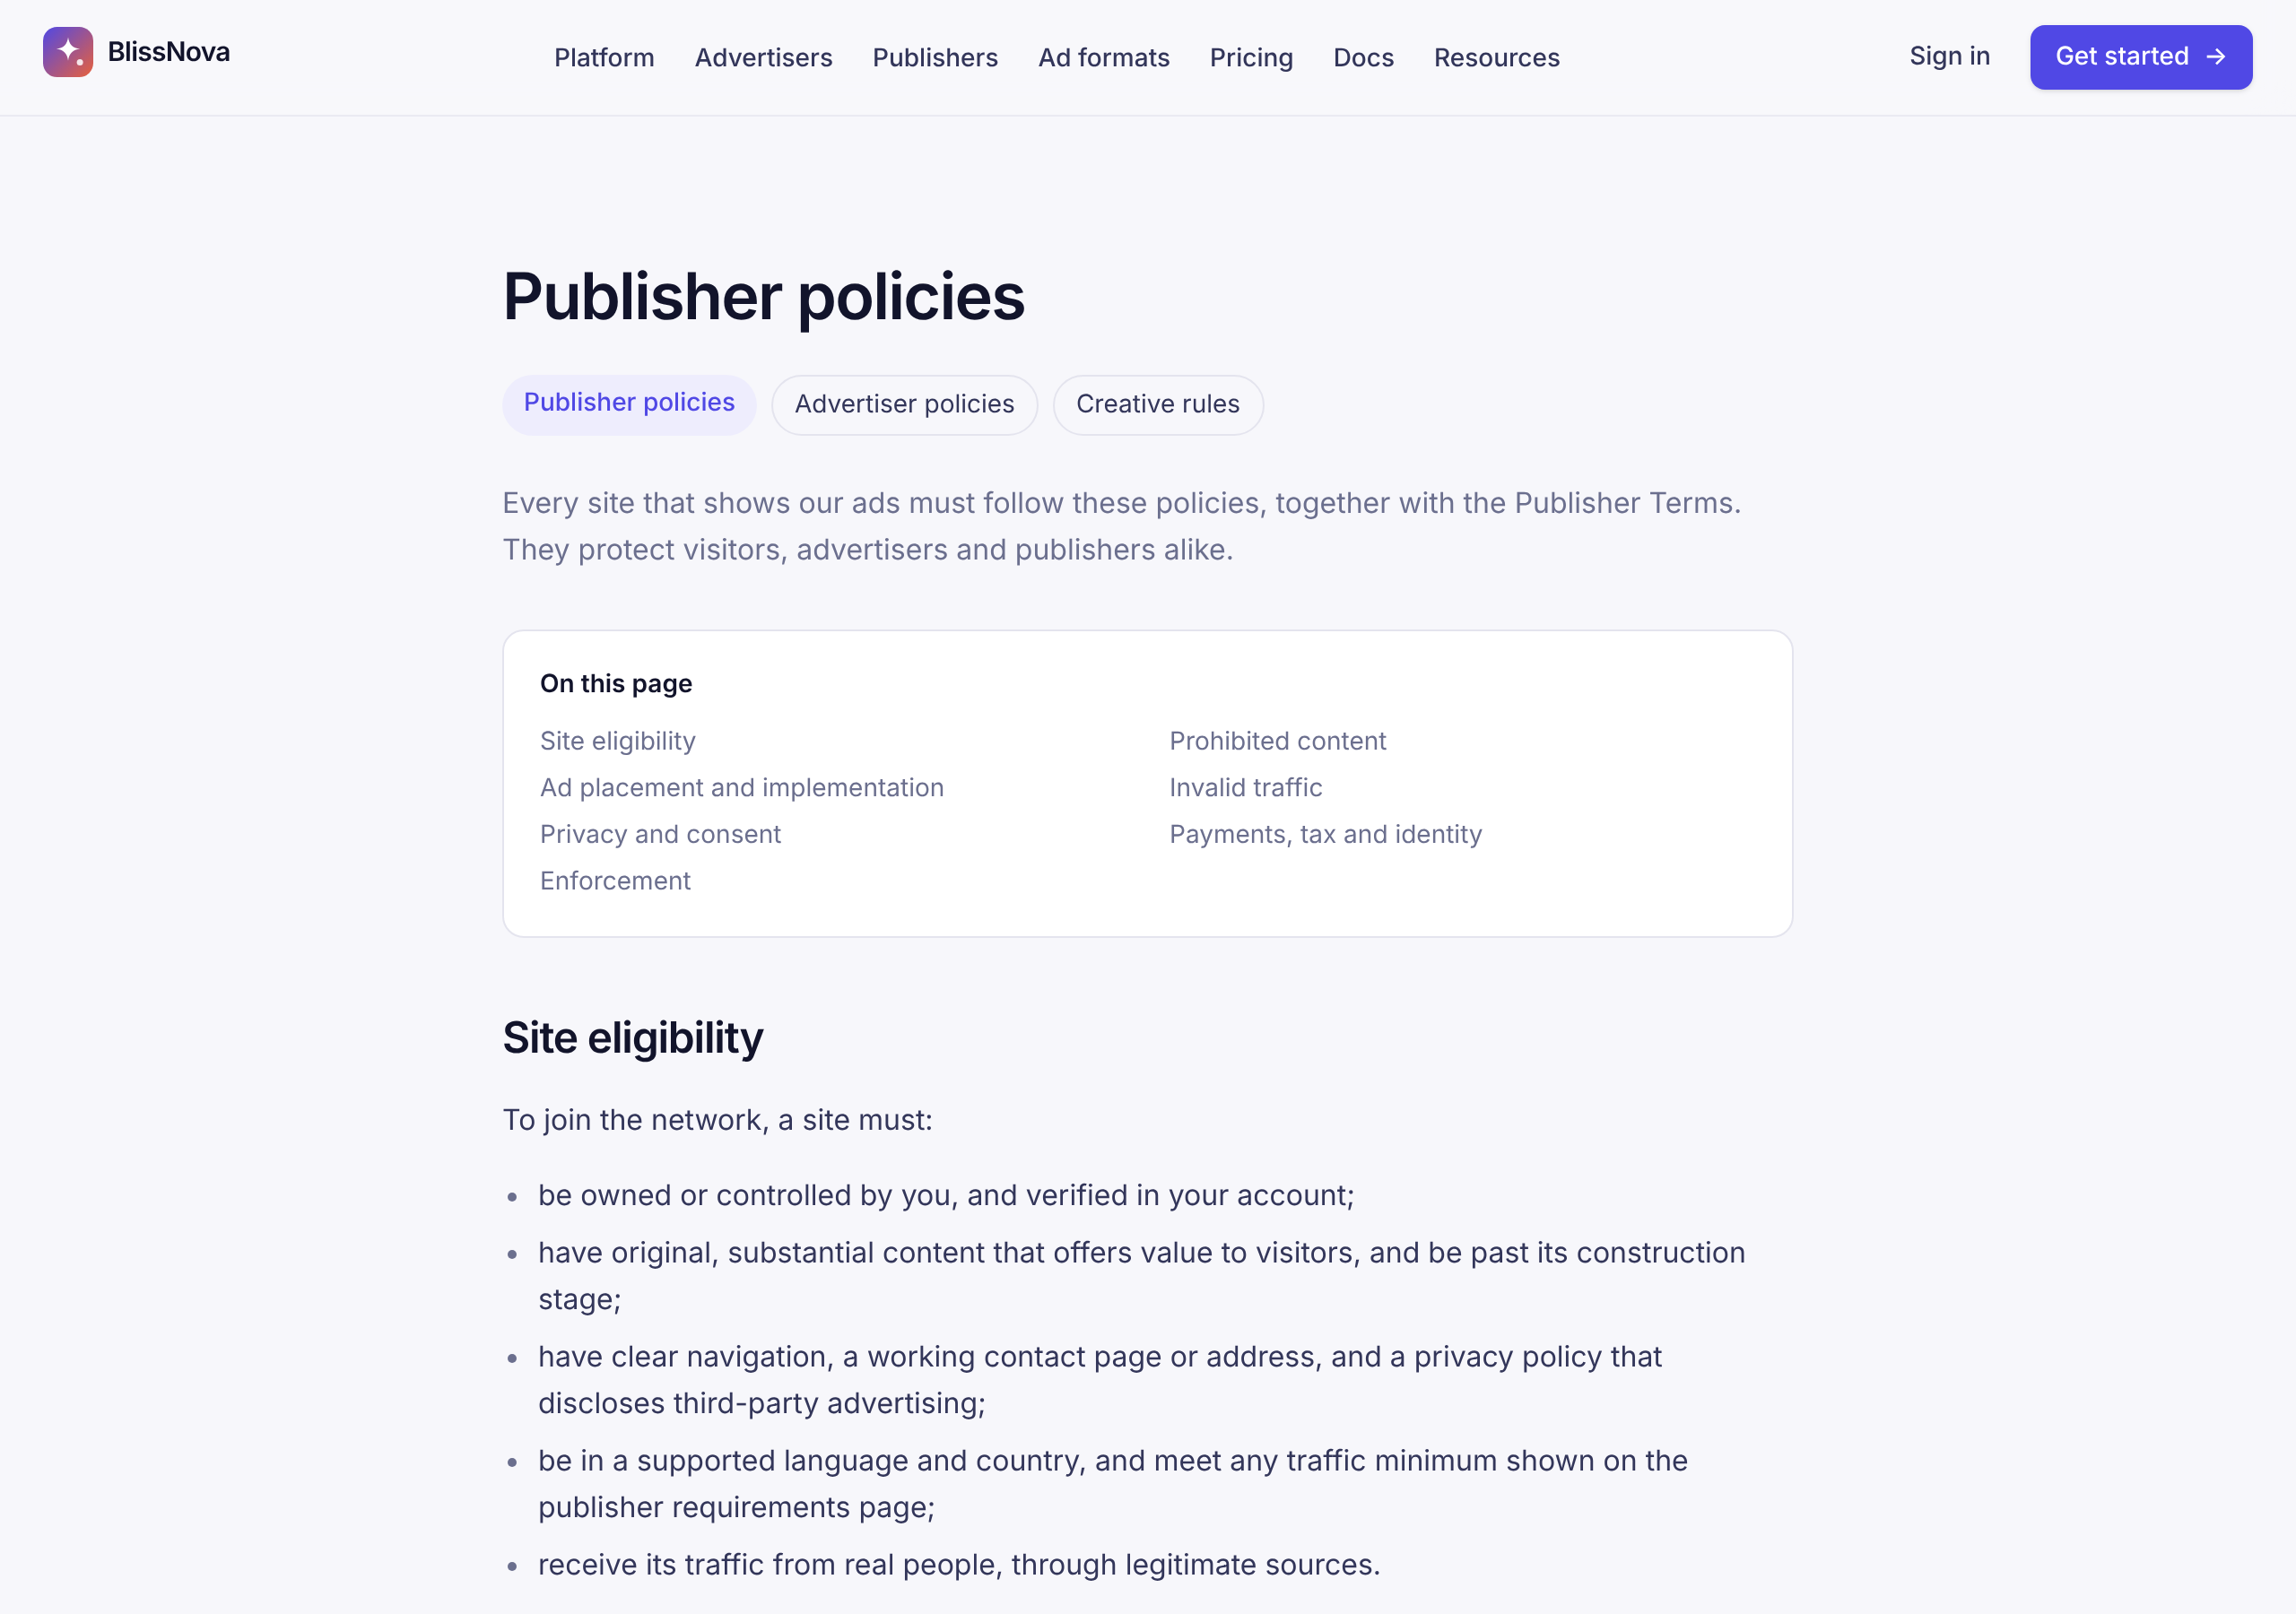 BlissNova
Platform
Advertisers
Publishers
Ad formats
Pricing
Docs
Resources
Sign in
Get started
Publisher policies
Publisher policies
Advertiser policies
Creative rules
Every site that shows our ads must follow these policies, together with the Publisher Terms.
They protect visitors, advertisers and publishers alike.
On this page
Site eligibility
Prohibited content
Ad placement and implementation
Invalid traffic
Privacy and consent
Payments, tax and identity
Enforcement
Site eligibility
To join the network, a site must:
be owned or controlled by you, and verified in your account;
have original, substantial content that offers value to visitors, and be past its construction
stage;
have clear navigation, a working contact page or address, and a privacy policy that
discloses third-party advertising;
be in a supported language and country, and meet any traffic minimum shown on the
publisher requirements page;
receive its traffic from real people, through legitimate sources.